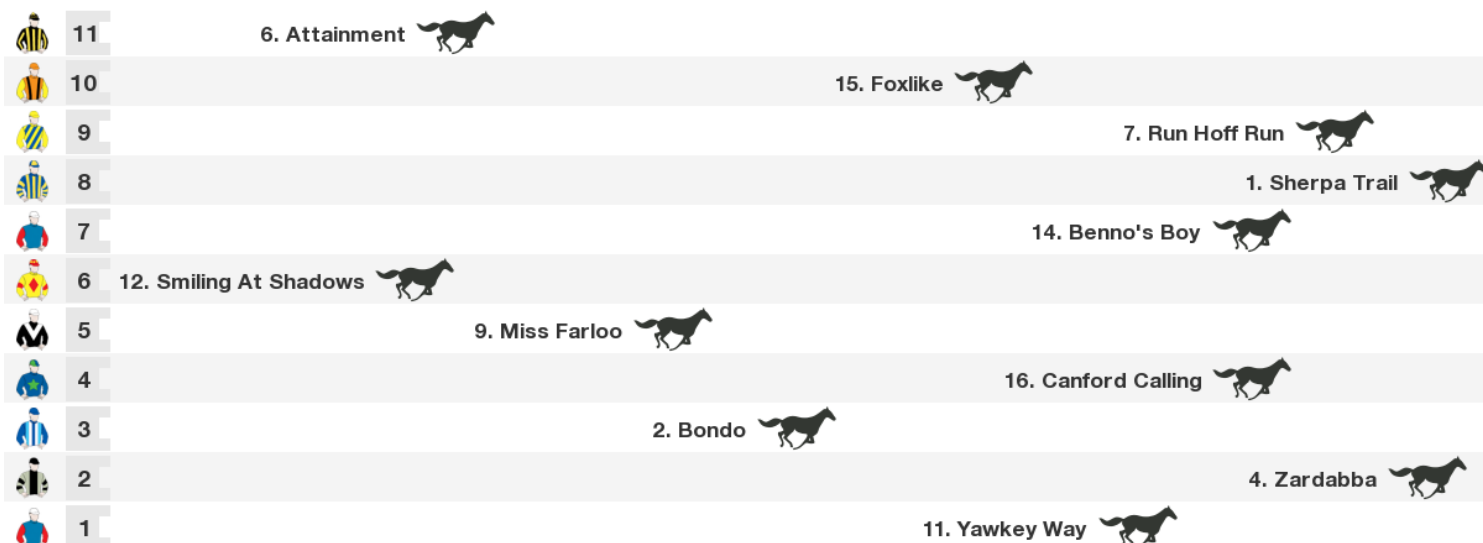 11 6. Attainment
10 15. Foxlike
9 7. Run Hoff Run
8 1. Sherpa Trail
7 14. Benno's Boy
6 12. Smiling At Shadows
5 9. Miss Farloo
4 16. Canford Calling
3 2. Bondo
2 4. Zardabba
1 11. Yawkey Way